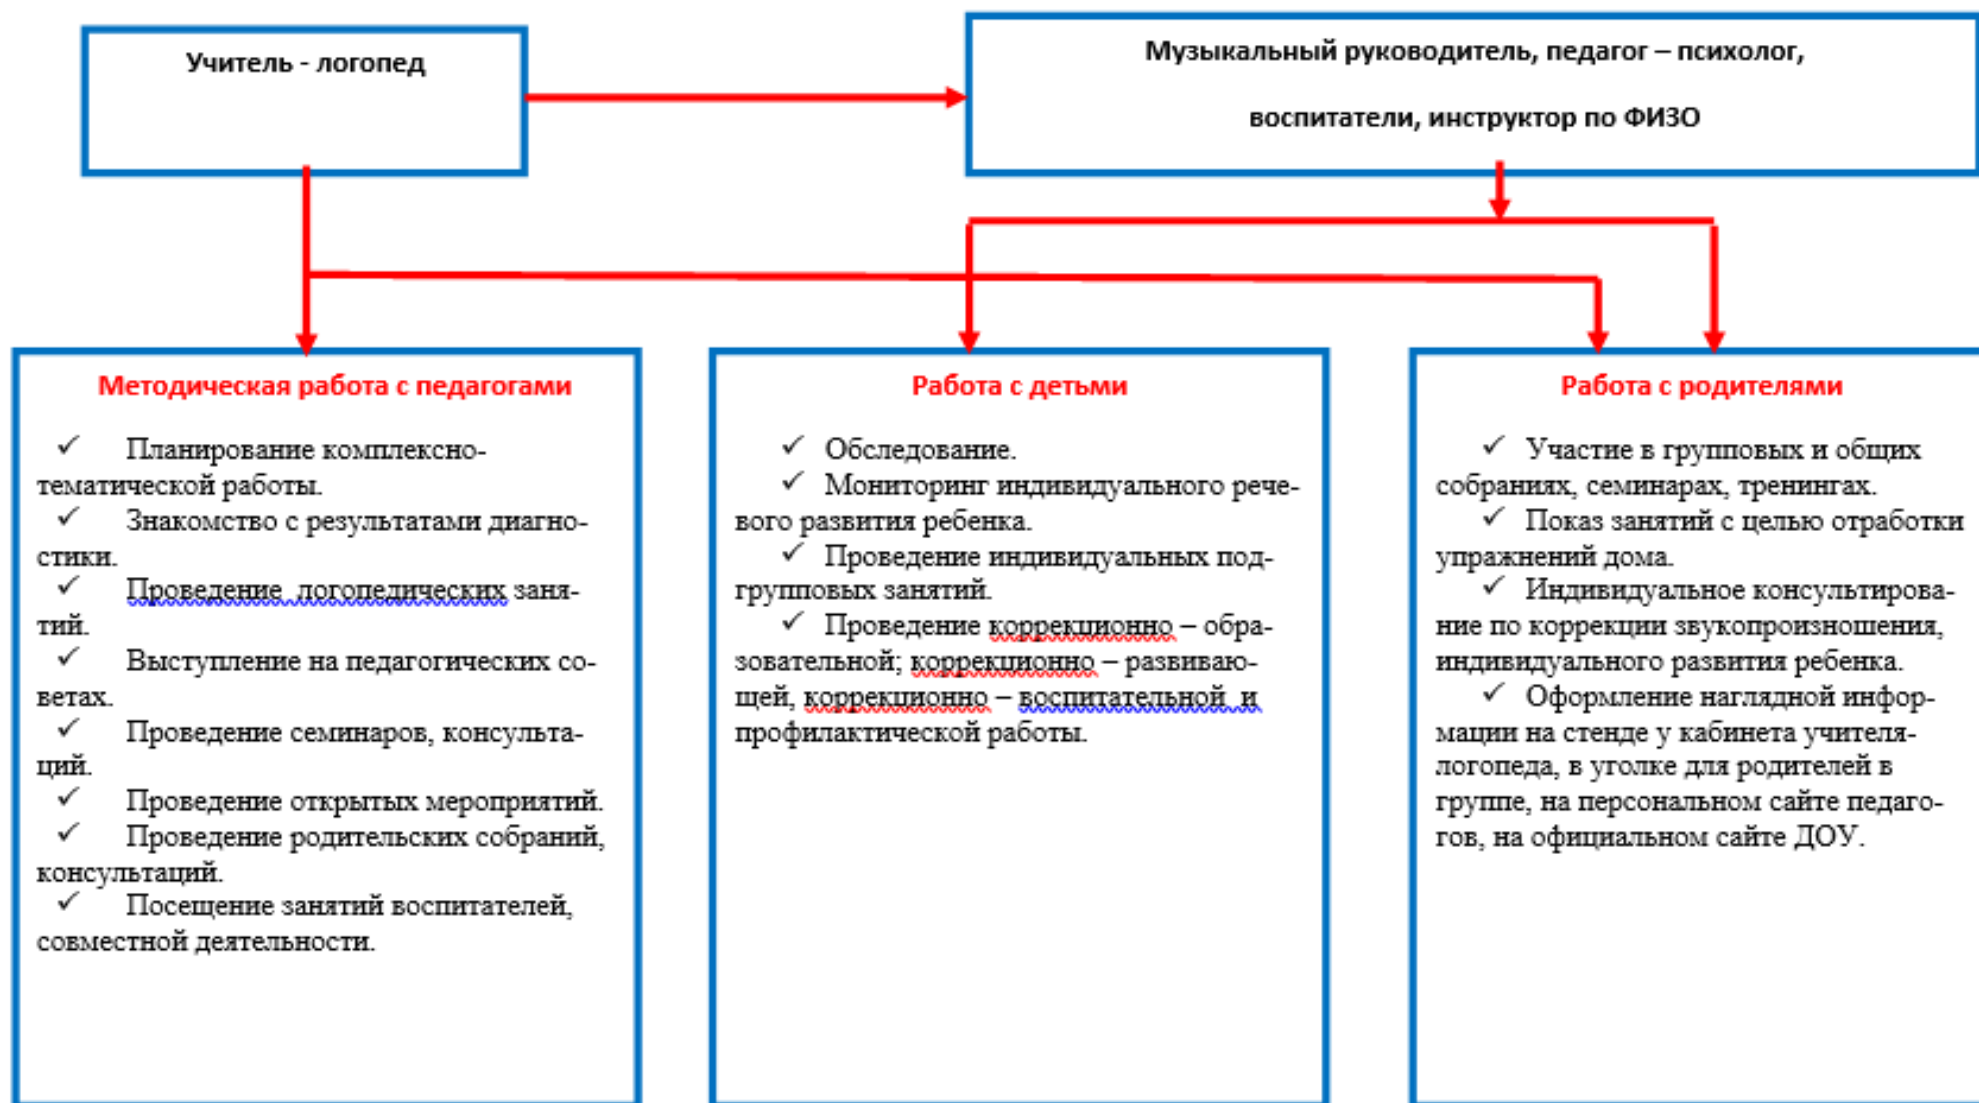 Учитель - логопед
Музыкальный руководитель, педагог – психолог,
воспитатели, инструктор по ФИЗО
Методическая работа с педагогами
✓ Планирование комплексно-
тематической работы.
✓ Знакомство с результатами диагно-
стики.
✓ Проведение логопедических заня-
тий.
✓ Выступление на педагогических со-
ветах.
✓ Проведение семинаров, консульта-
ций.
✓ Проведение открытых мероприятий.
✓ Проведение родительских собраний,
консультаций.
✓ Посещение занятий воспитателей,
совместной деятельности.
Работа с детьми
✓ Обследование.
✓ Мониторинг индивидуального рече-
вого развития ребенка.
✓ Проведение индивидуальных под-
групповых занятий.
✓ Проведение коррекционно – обра-
зовательной; коррекционно – развиваю-
щей, коррекционно – воспитательной и
профилактической работы.
Работа с родителями
✓ Участие в групповых и общих
собраниях, семинарах, тренингах.
✓ Показ занятий с целью отработки
упражнений дома.
✓ Индивидуальное консультирова-
ние по коррекции звукопроизношения,
индивидуального развития ребенка.
✓ Оформление наглядной инфор-
мации на стенде у кабинета учителя-
логопеда, в уголке для родителей в
группе, на персональном сайте педаго-
гов, на официальном сайте ДОУ.